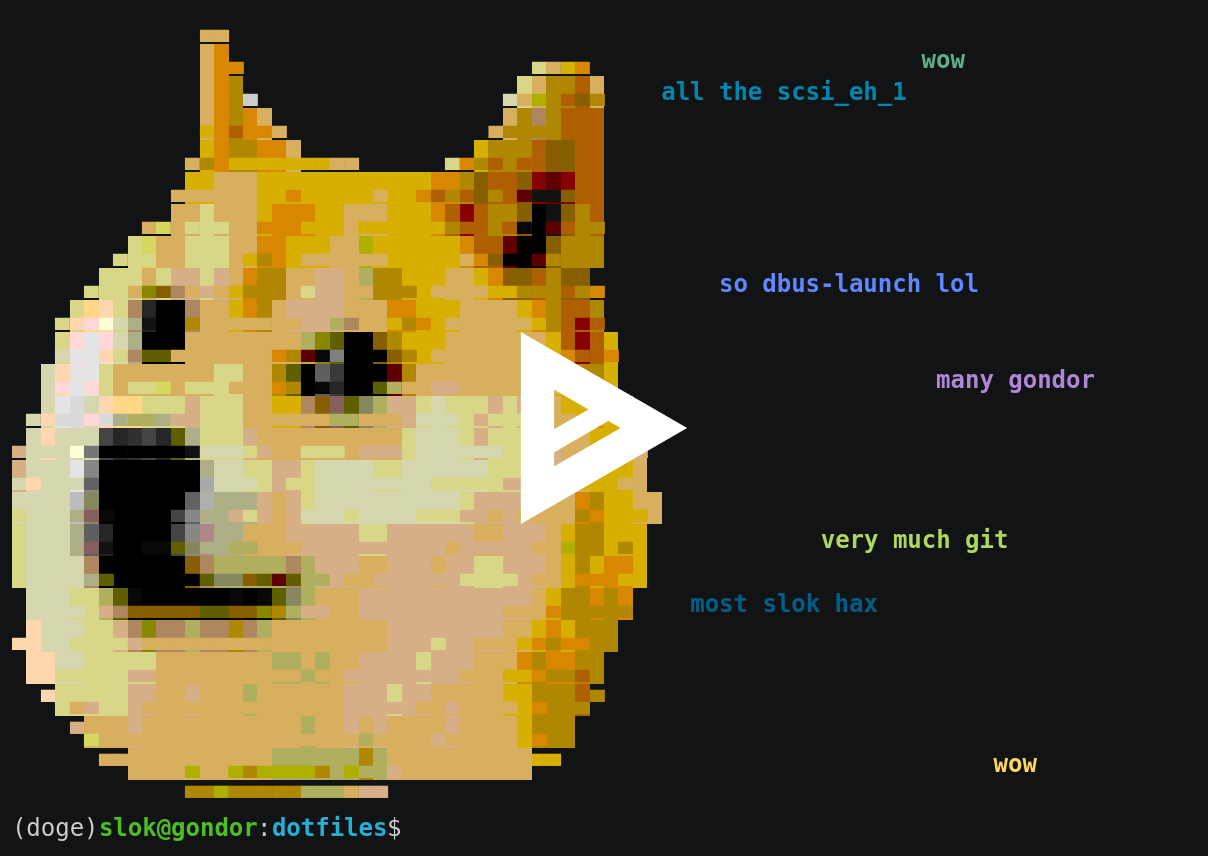 wow
all the scsi_eh_1
so dbus-launch lol
many gondor
very much git
most slok hax
wow
(doge)slok@gondor:dotfiles$